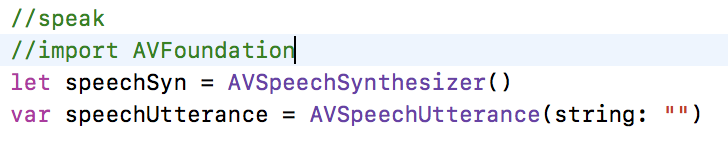 //speak
//import AVFoundation
let speechSyn = AVSpeechSynthesizer()
var speechUtterance = AVSpeechUtterance(string: "")